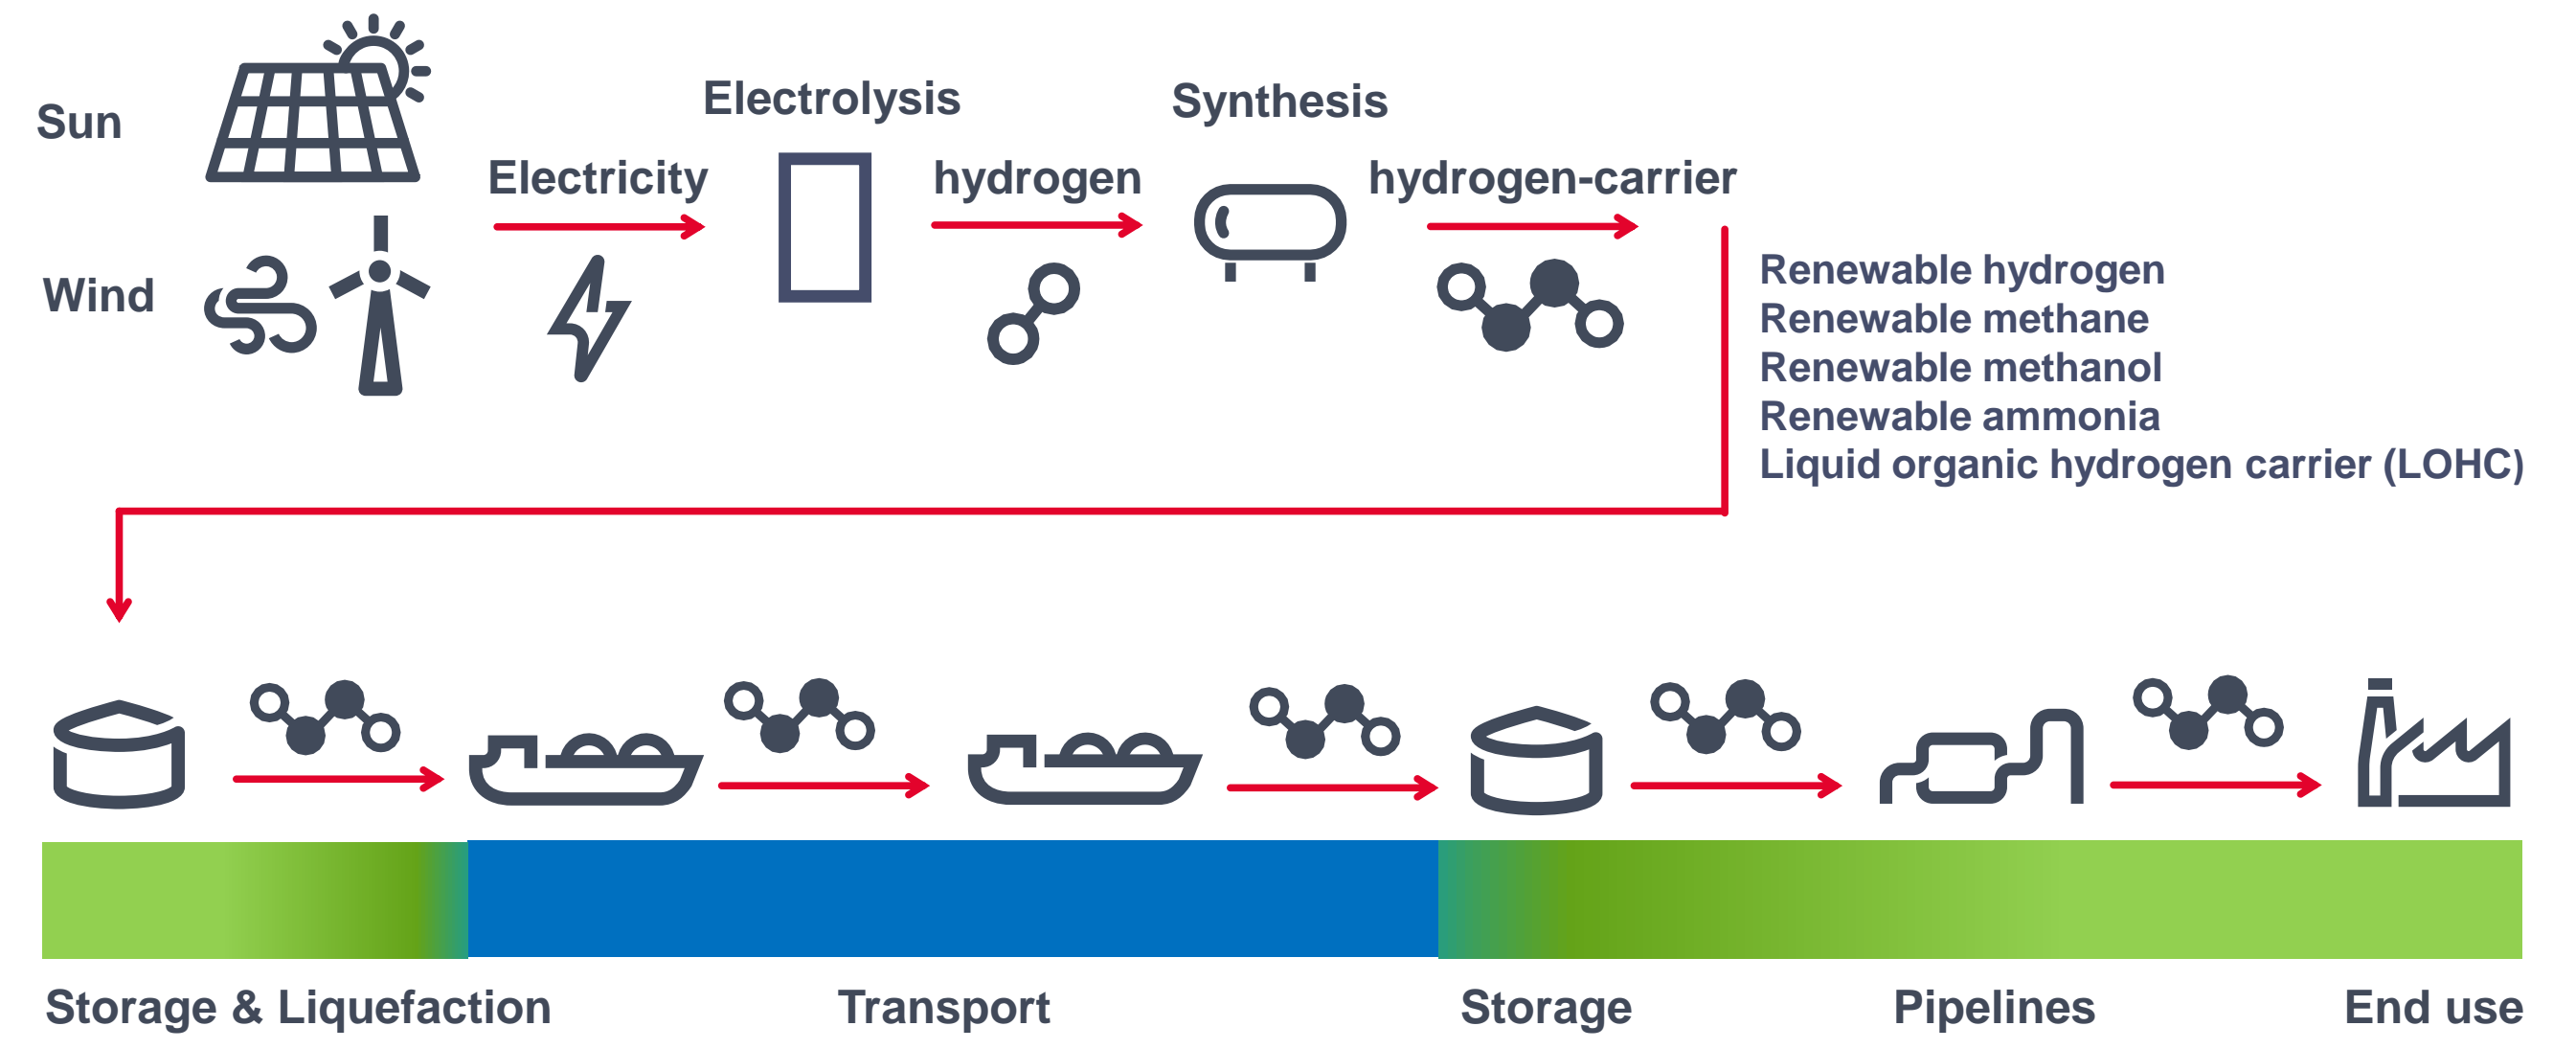 Sun
Electrolysis
Synthesis
Electricity
hydrogen
hydrogen-carrier
Wind
Renewable hydrogen
Renewable methane
Renewable methanol
Renewable ammonia
Liquid organic hydrogen carrier (LOHC)
Storage & Liquefaction
Transport
Storage
Pipelines
End use